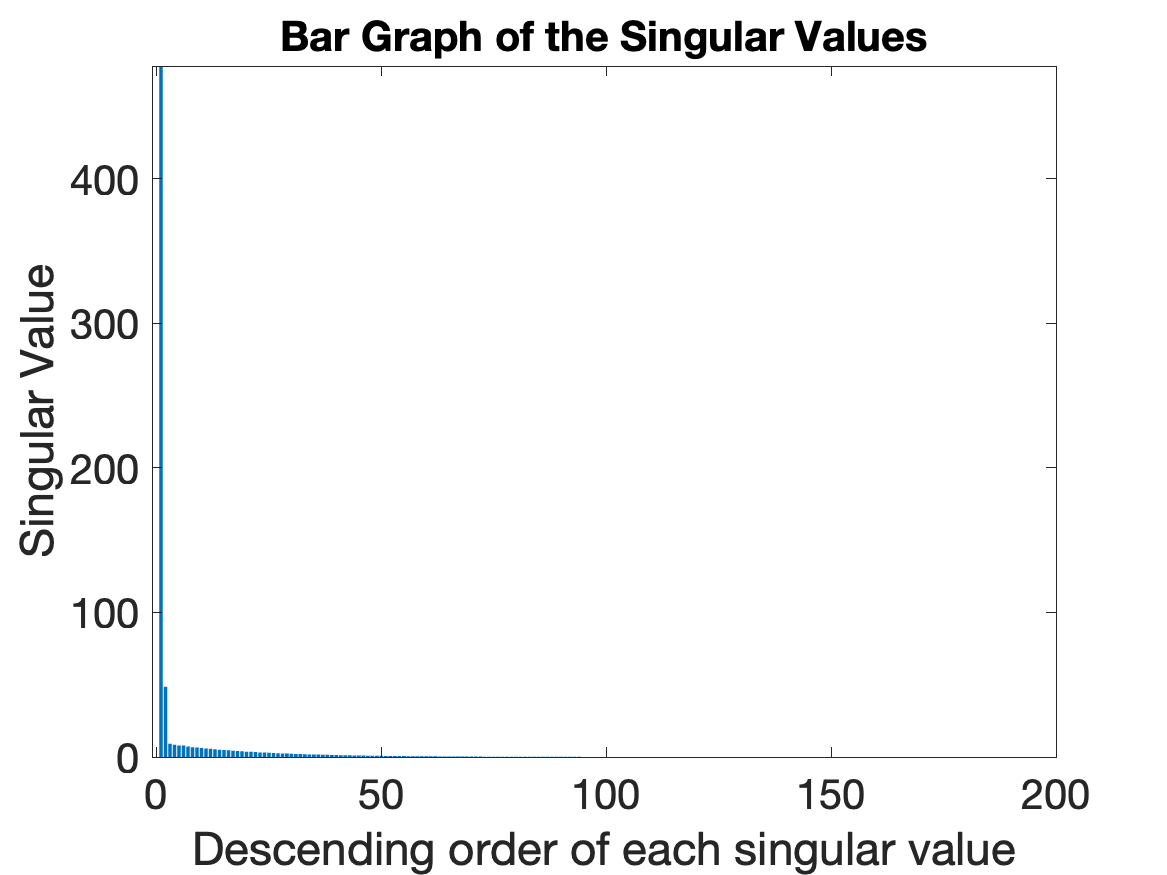 Bar Graph of the Singular Values
Singular Value
400
300
200
100
0
0 50 100 150 200
Descending order of each singular value